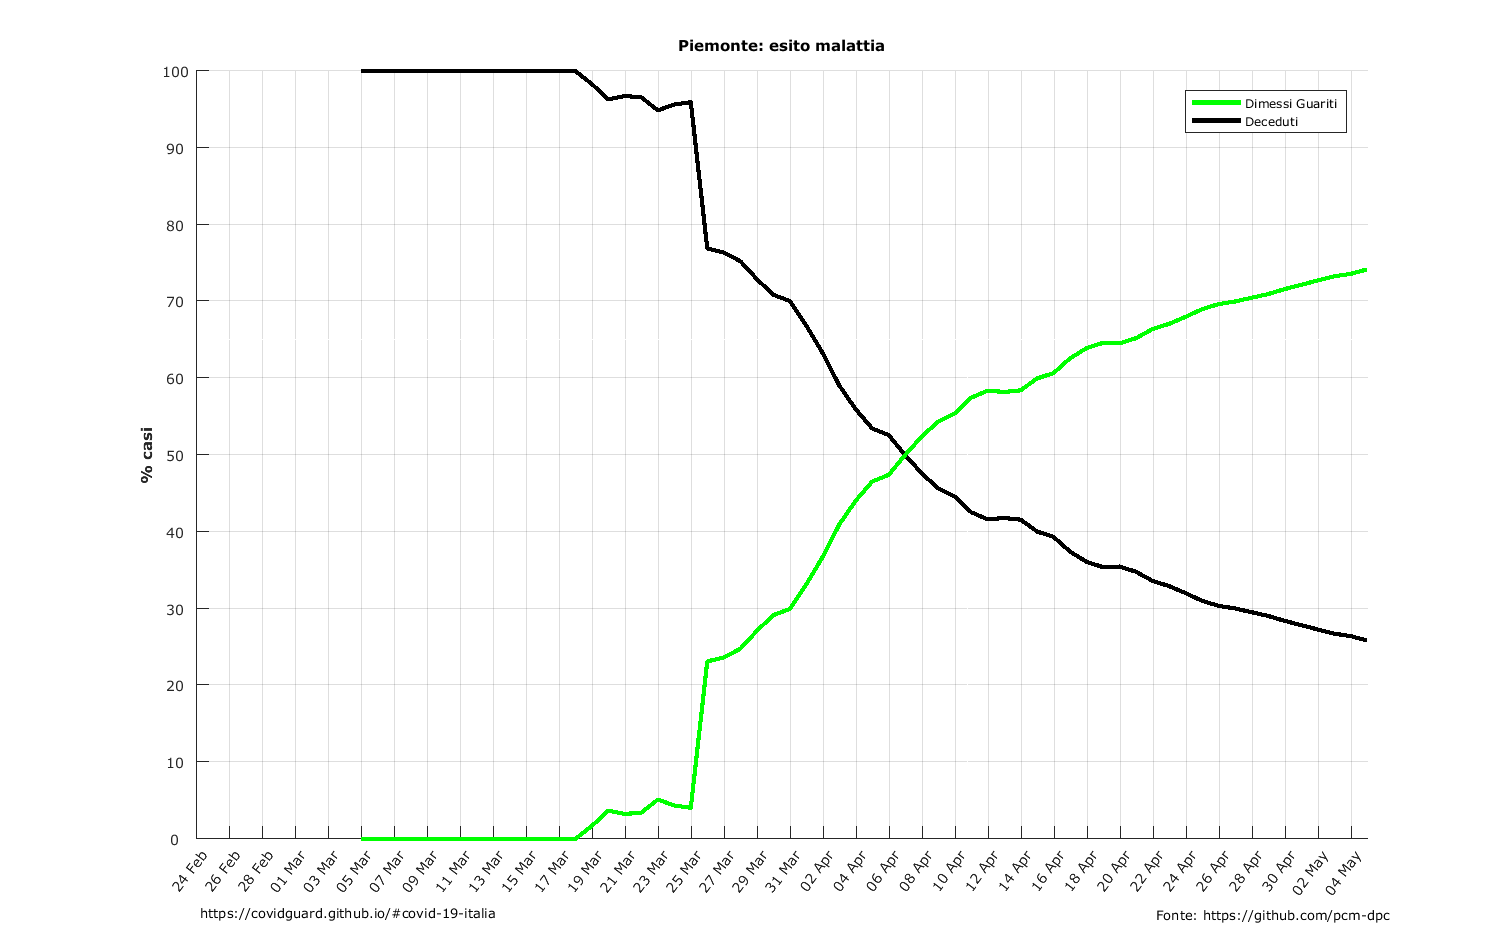 Piemonte: esito malattia
100
90
80
70
60
50
40
30
20
10
0
% casi
Dimessi Guariti
Deceduti
24 Feb
26 Feb
28 Feb
01 Mar
03 Mar
05 Mar
07 Mar
09 Mar
11 Mar
13 Mar
15 Mar
17 Mar
19 Mar
21 Mar
23 Mar
25 Mar
27 Mar
29 Mar
31 Mar
02 Apr
04 Apr
06 Apr
08 Apr
10 Apr
12 Apr
14 Apr
16 Apr
18 Apr
20 Apr
22 Apr
24 Apr
26 Apr
28 Apr
30 Apr
02 May
04 May
https://covidguard.github.io/#covid-19-italia
Fonte: https://github.com/pcm-dpc